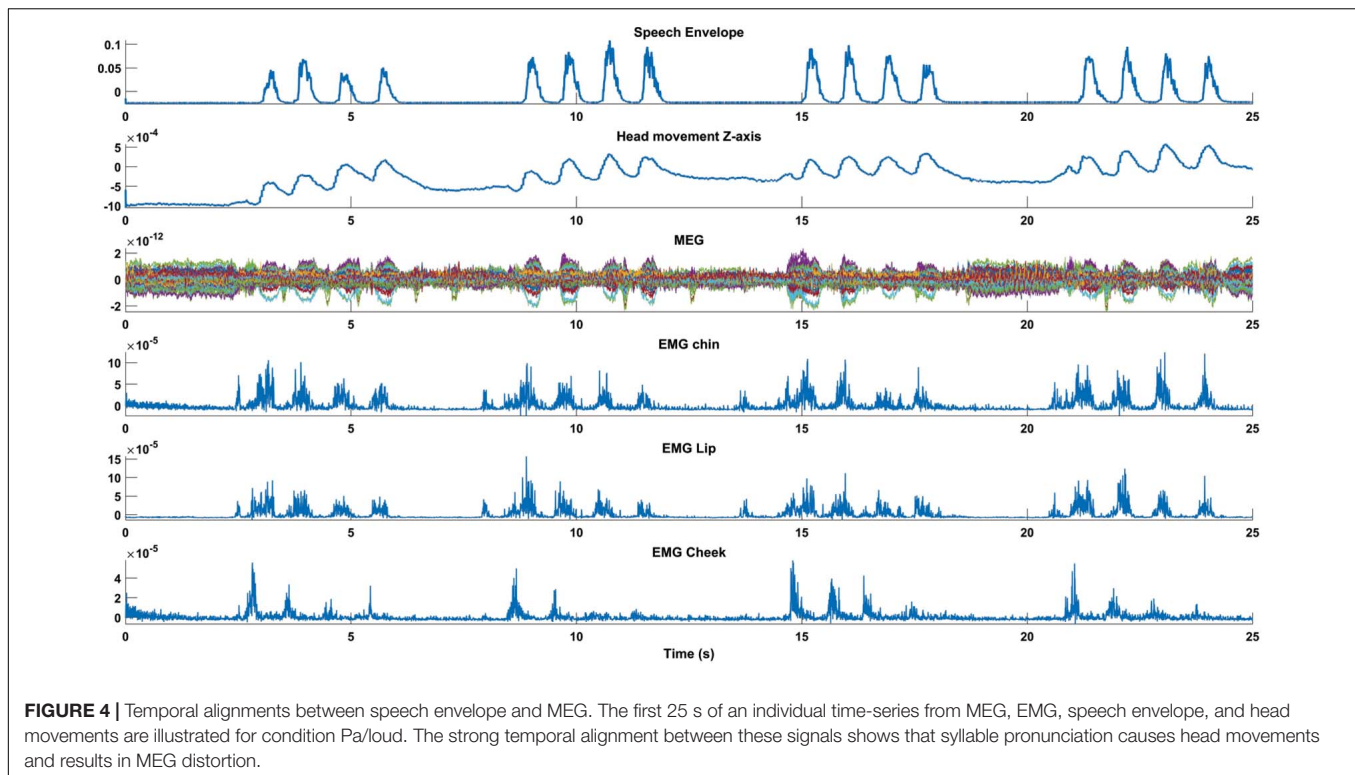 Speech Envelope
0.1
0.05
0
0 5 10 15 20 25
×10-4
Head movement Z-axis
5
0
-5
-10
0 5 10 15 20 25
×10-12
MEG
2
0
-2
0 5 10 15 20 25
×10-5
EMG chin
10
5
0
0 5 10 15 20 25
×10-5
EMG Lip
15
10
5
0
0 5 10 15 20 25
×10-5
EMG Cheek
4
2
0
0 5 10 15 20 25
Time (s)
FIGURE 4 | Temporal alignments between speech envelope and MEG. The first 25 s of an individual time-series from MEG, EMG, speech envelope, and head
movements are illustrated for condition Pa/loud. The strong temporal alignment between these signals shows that syllable pronunciation causes head movements
and results in MEG distortion.